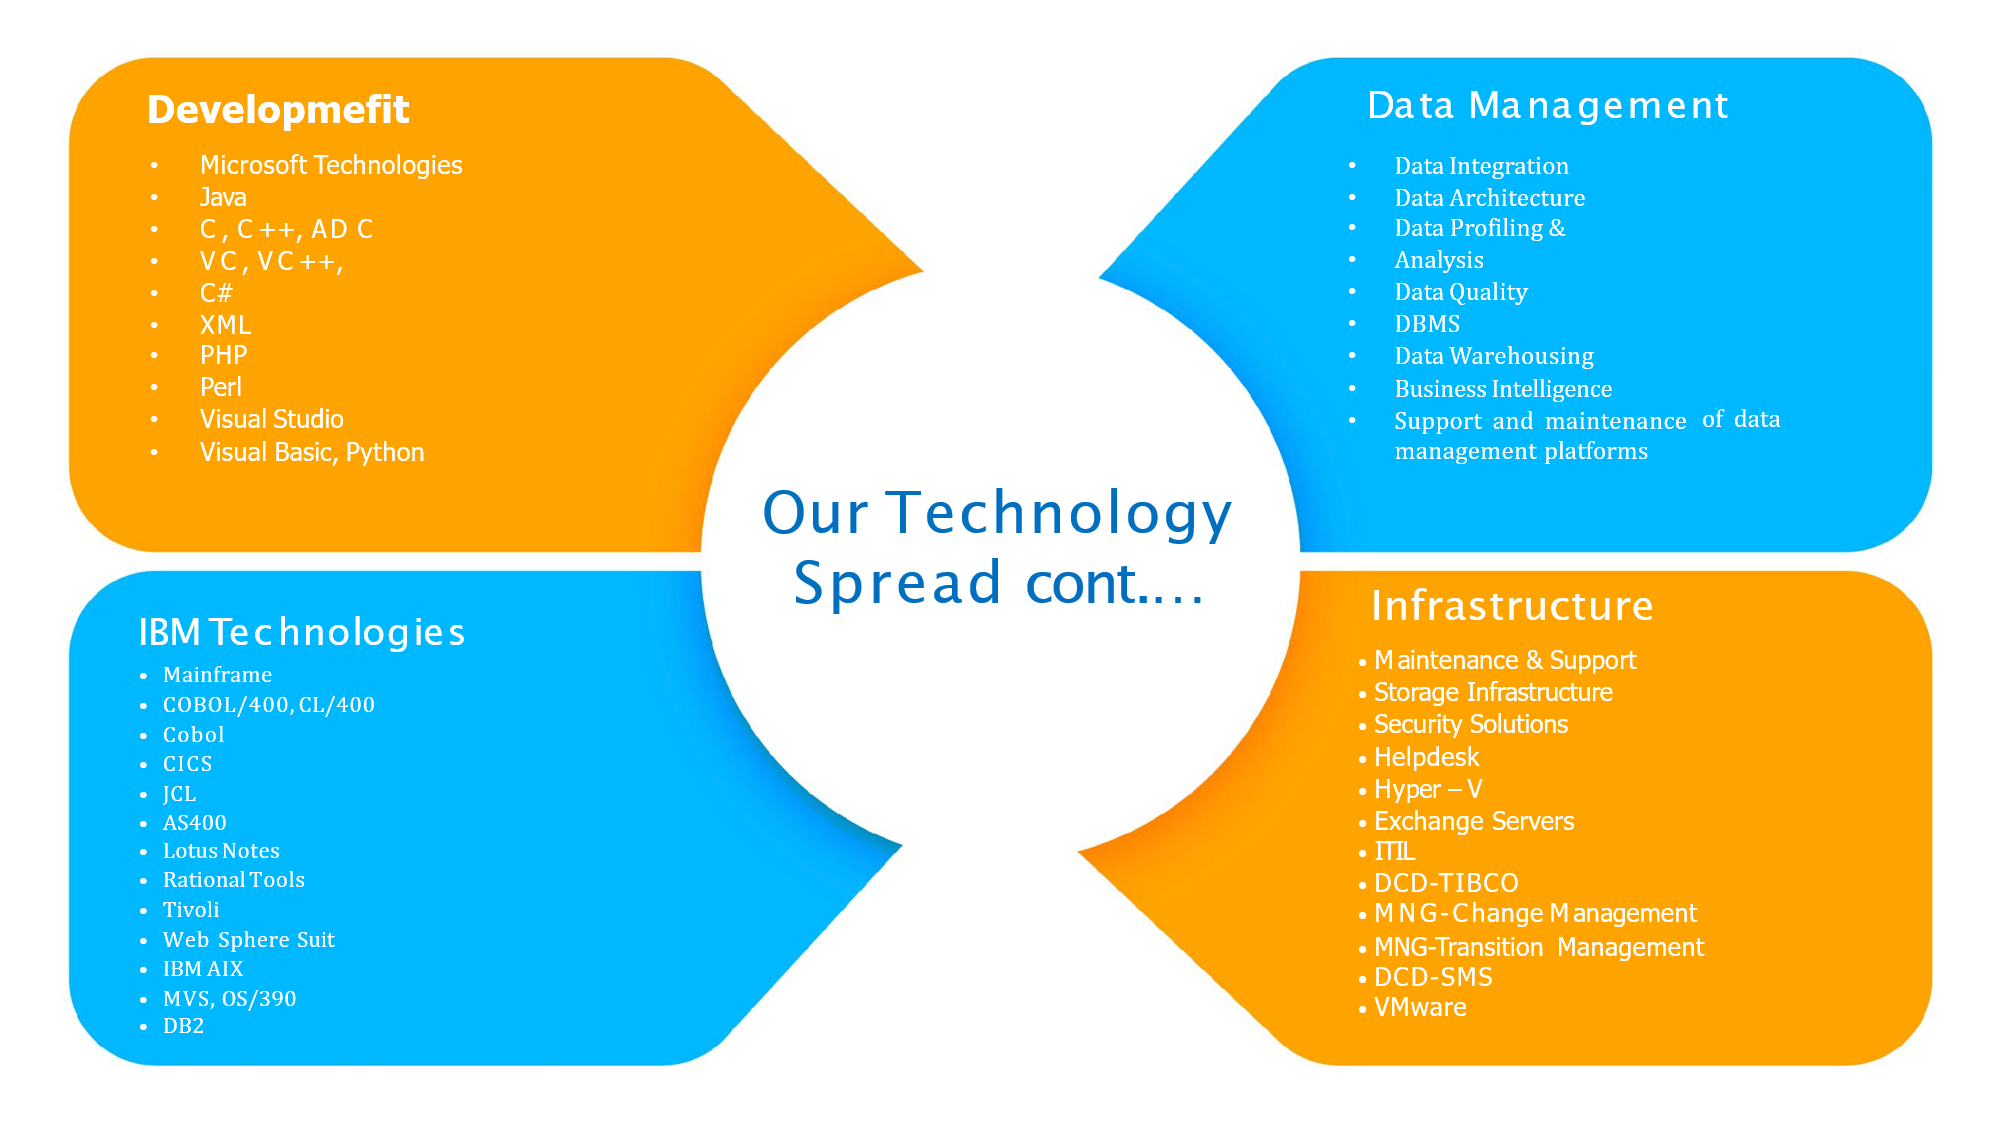 Developmefit
• Microsoft Technologies
• Java
• C, C++, AD C
• VC, VC++,
• C#
• XML
• PHP
• Perl
• Visual Studio
• Visual Basic, Python
Data Management
• Data Integration
• Data Architecture
• Data Profiling &
• Analysis
• Data Quality
• DBMS
• Data Warehousing
• Business Intelligence
• Support and maintenance of data
management platforms
Our Technology
Spread cont.…
IBM Technologies
• Mainframe
• COBOL/400, CL/400
• Cobol
• CICS
• JCL
• AS400
• Lotus Notes
• Rational Tools
• Tivoli
• Web Sphere Suit
• IBM AIX
• MVS, OS/390
• DB2
Infrastructure
• Maintenance & Support
• Storage Infrastructure
• Security Solutions
• Helpdesk
• Hyper – V
• Exchange Servers
• ITIL
• DCD-TIBCO
• MNG-Change Management
• MNG-Transition Management
• DCD-SMS
• VMware